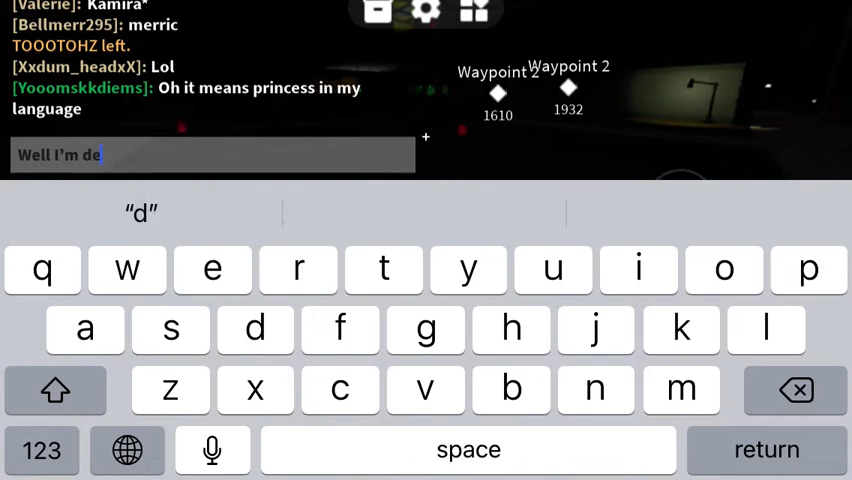 [Valerie]: Kamira*
[Bellmerr295]: merric
TOOOTOHZ left.
[Xxdum_headxX]: Lol
[Yooomskkdiems]: Oh it means princess in my
language
Waypoint 2 Waypoint 2
1610 1932
+
Well I’m de
“d”
q w e r t y u i o p
a s d f g h j k l
z x c v b n m
123 space return